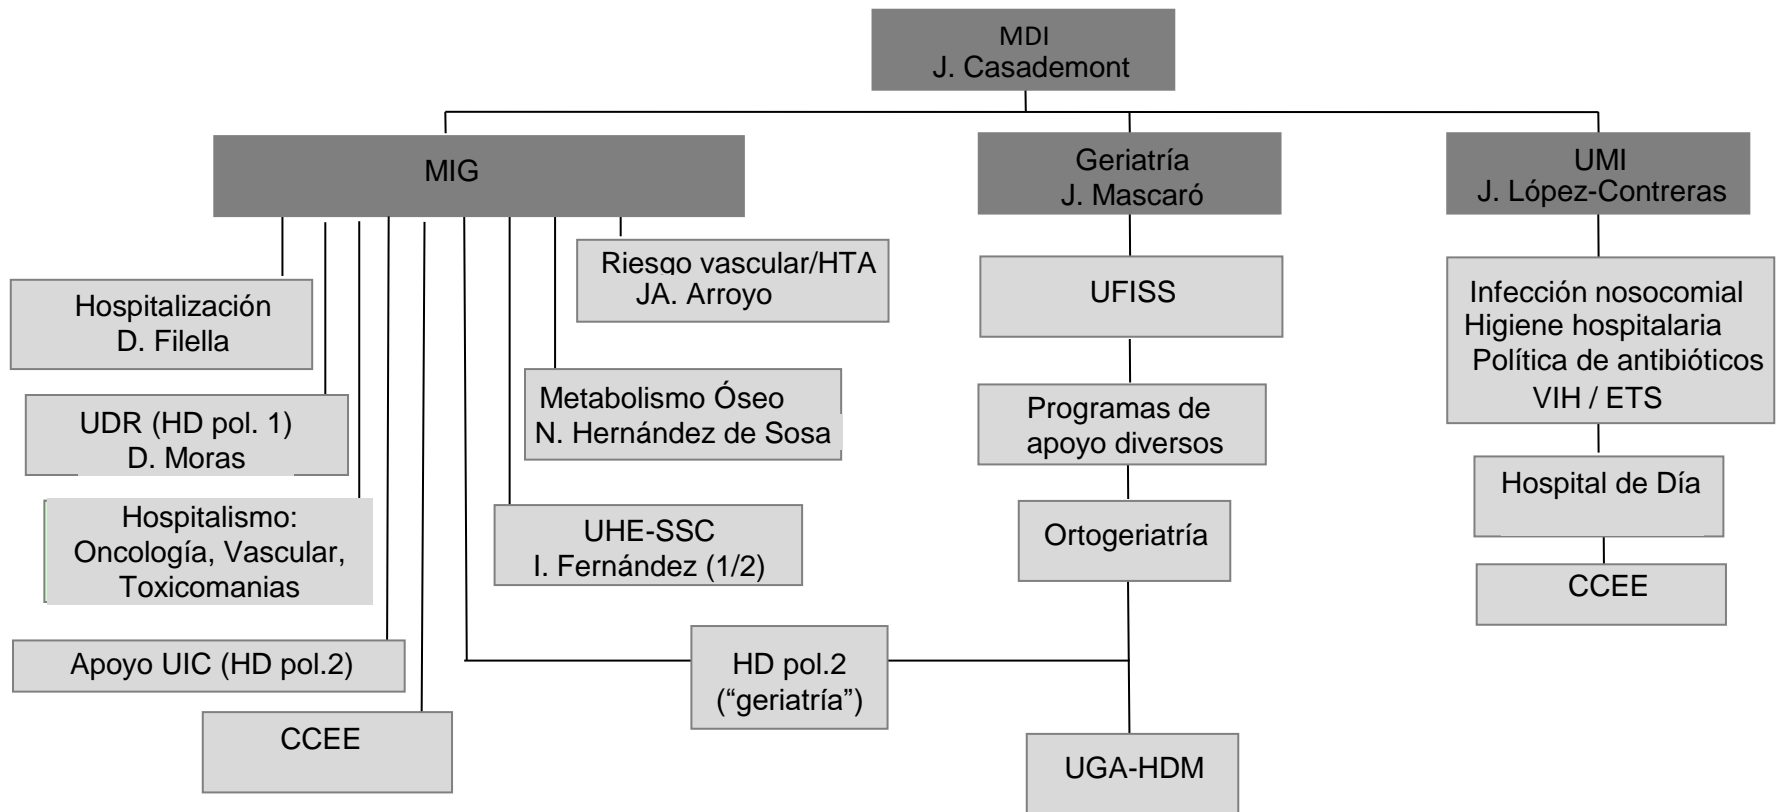 MDI
J. Casademont
MIG
Geriatría
J. Mascaró
UMI
J. López-Contreras
Riesgo vascular/HTA
JA. Arroyo
Hospitalización
D. Filella
UFISS
Infección nosocomial
Higiene hospitalaria
Política de antibióticos
VIH / ETS
Metabolismo Óseo
N. Hernández de Sosa
UDR (HD pol. 1)
D. Moras
Programas de
apoyo diversos
Hospital de Día
Hospitalismo:
Oncología, Vascular,
Toxicomanias
UHE-SSC
I. Fernández (1/2)
Ortogeriatría
CCEE
Apoyo UIC (HD pol.2)
HD pol.2
(“geriatría”)
CCEE
UGA-HDM